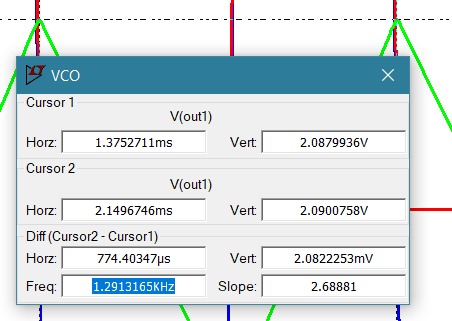 VCO
Cursor 1
V(out1)
Horz: 1.3752711ms Vert: 2.0879936V
Cursor 2
V(out1)
Horz: 2.1496746ms Vert: 2.0900758V
Diff (Cursor2 - Cursor1)
Horz: 774.40347µs Vert: 2.0822253mV
Freq: 1.2913165KHz Slope: 2.68881